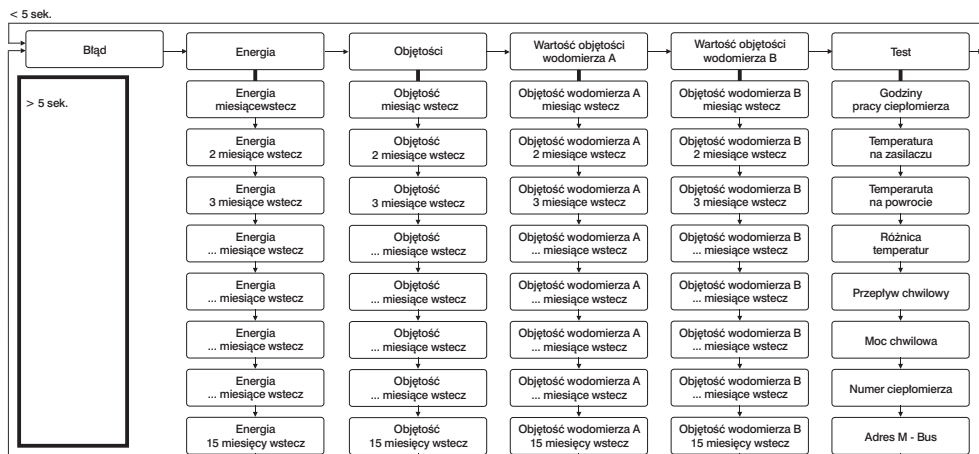 < 5 sek.
Błąd
Energia
Objętości
Wartość objętości
wodomierza A
Wartość objętości
wodomierza B
Test
> 5 sek.
Energia
miesiącewstecz
Objętość
miesiąc wstecz
Objętość wodomierza A
miesiąc wstecz
Objętość wodomierza B
miesiąc wstecz
Godziny
pracy ciepłomierza
Energia
2 miesiące wstecz
Objętość
2 miesiące wstecz
Objętość wodomierza A
2 miesiące wstecz
Objętość wodomierza B
2 miesiące wstecz
Temperatura
na zasilaczu
Energia
3 miesiące wstecz
Objętość
3 miesiące wstecz
Objętość wodomierza A
3 miesiące wstecz
Objętość wodomierza B
3 miesiące wstecz
Temperaruta
na powrocie
Energia
... miesiące wstecz
Objętość
... miesiące wstecz
Objętość wodomierza A
... miesiące wstecz
Objętość wodomierza B
... miesiące wstecz
Różnica
temperatur
Energia
... miesiące wstecz
Objętość
... miesiące wstecz
Objętość wodomierza A
... miesiące wstecz
Objętość wodomierza B
... miesiące wstecz
Przepływ chwilowy
Energia
... miesiące wstecz
Objętość
... miesiące wstecz
Objętość wodomierza A
... miesiące wstecz
Objętość wodomierza B
... miesiące wstecz
Moc chwilowa
Energia
... miesiące wstecz
Objętość
... miesiące wstecz
Objętość wodomierza A
... miesiące wstecz
Objętość wodomierza B
... miesiące wstecz
Numer ciepłomierza
Energia
15 miesięcy wstecz
Objętość
15 miesięcy wstecz
Objętość wodomierza A
15 miesięcy wstecz
Objętość wodomierza B
15 miesięcy wstecz
Adres M - Bus